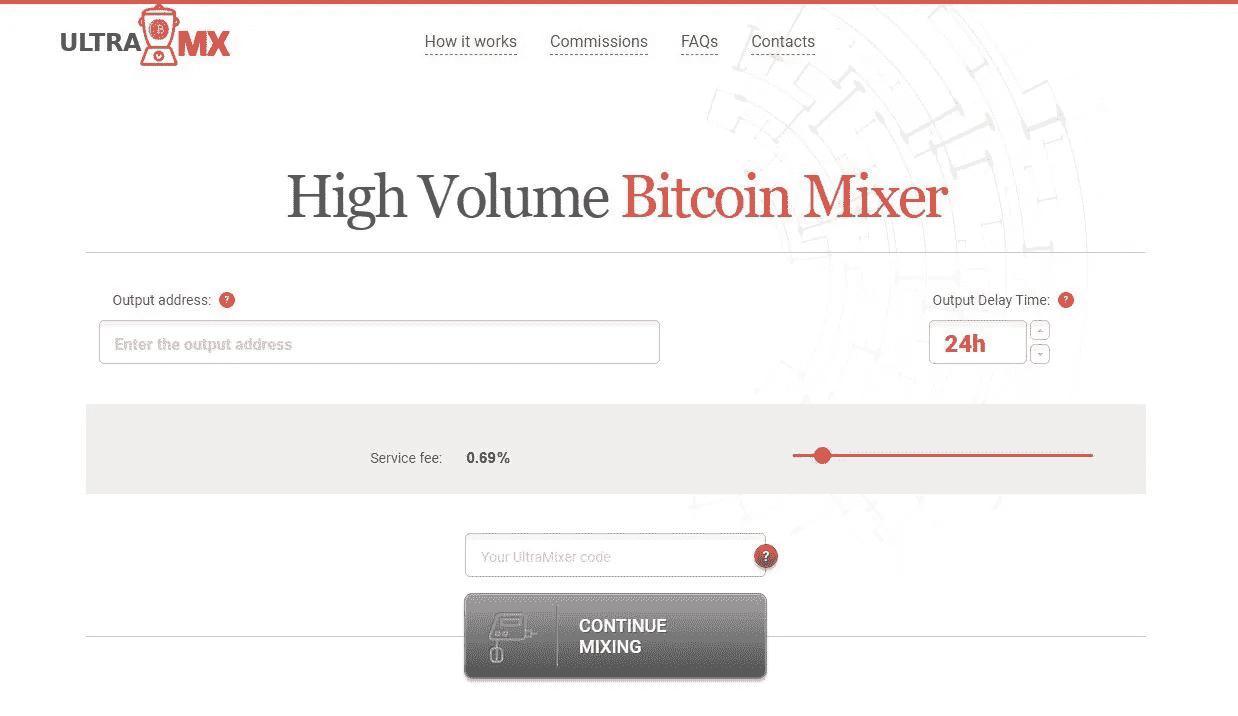 ULTRA MX
How it works Commissions FAQs Contacts
High Volume Bitcoin Mixer
Output address: ? Output Delay Time: ?
Enter the output address 24h
Service fee: 0.69%
Your UltraMixer code ?
CONTINUE
MIXING